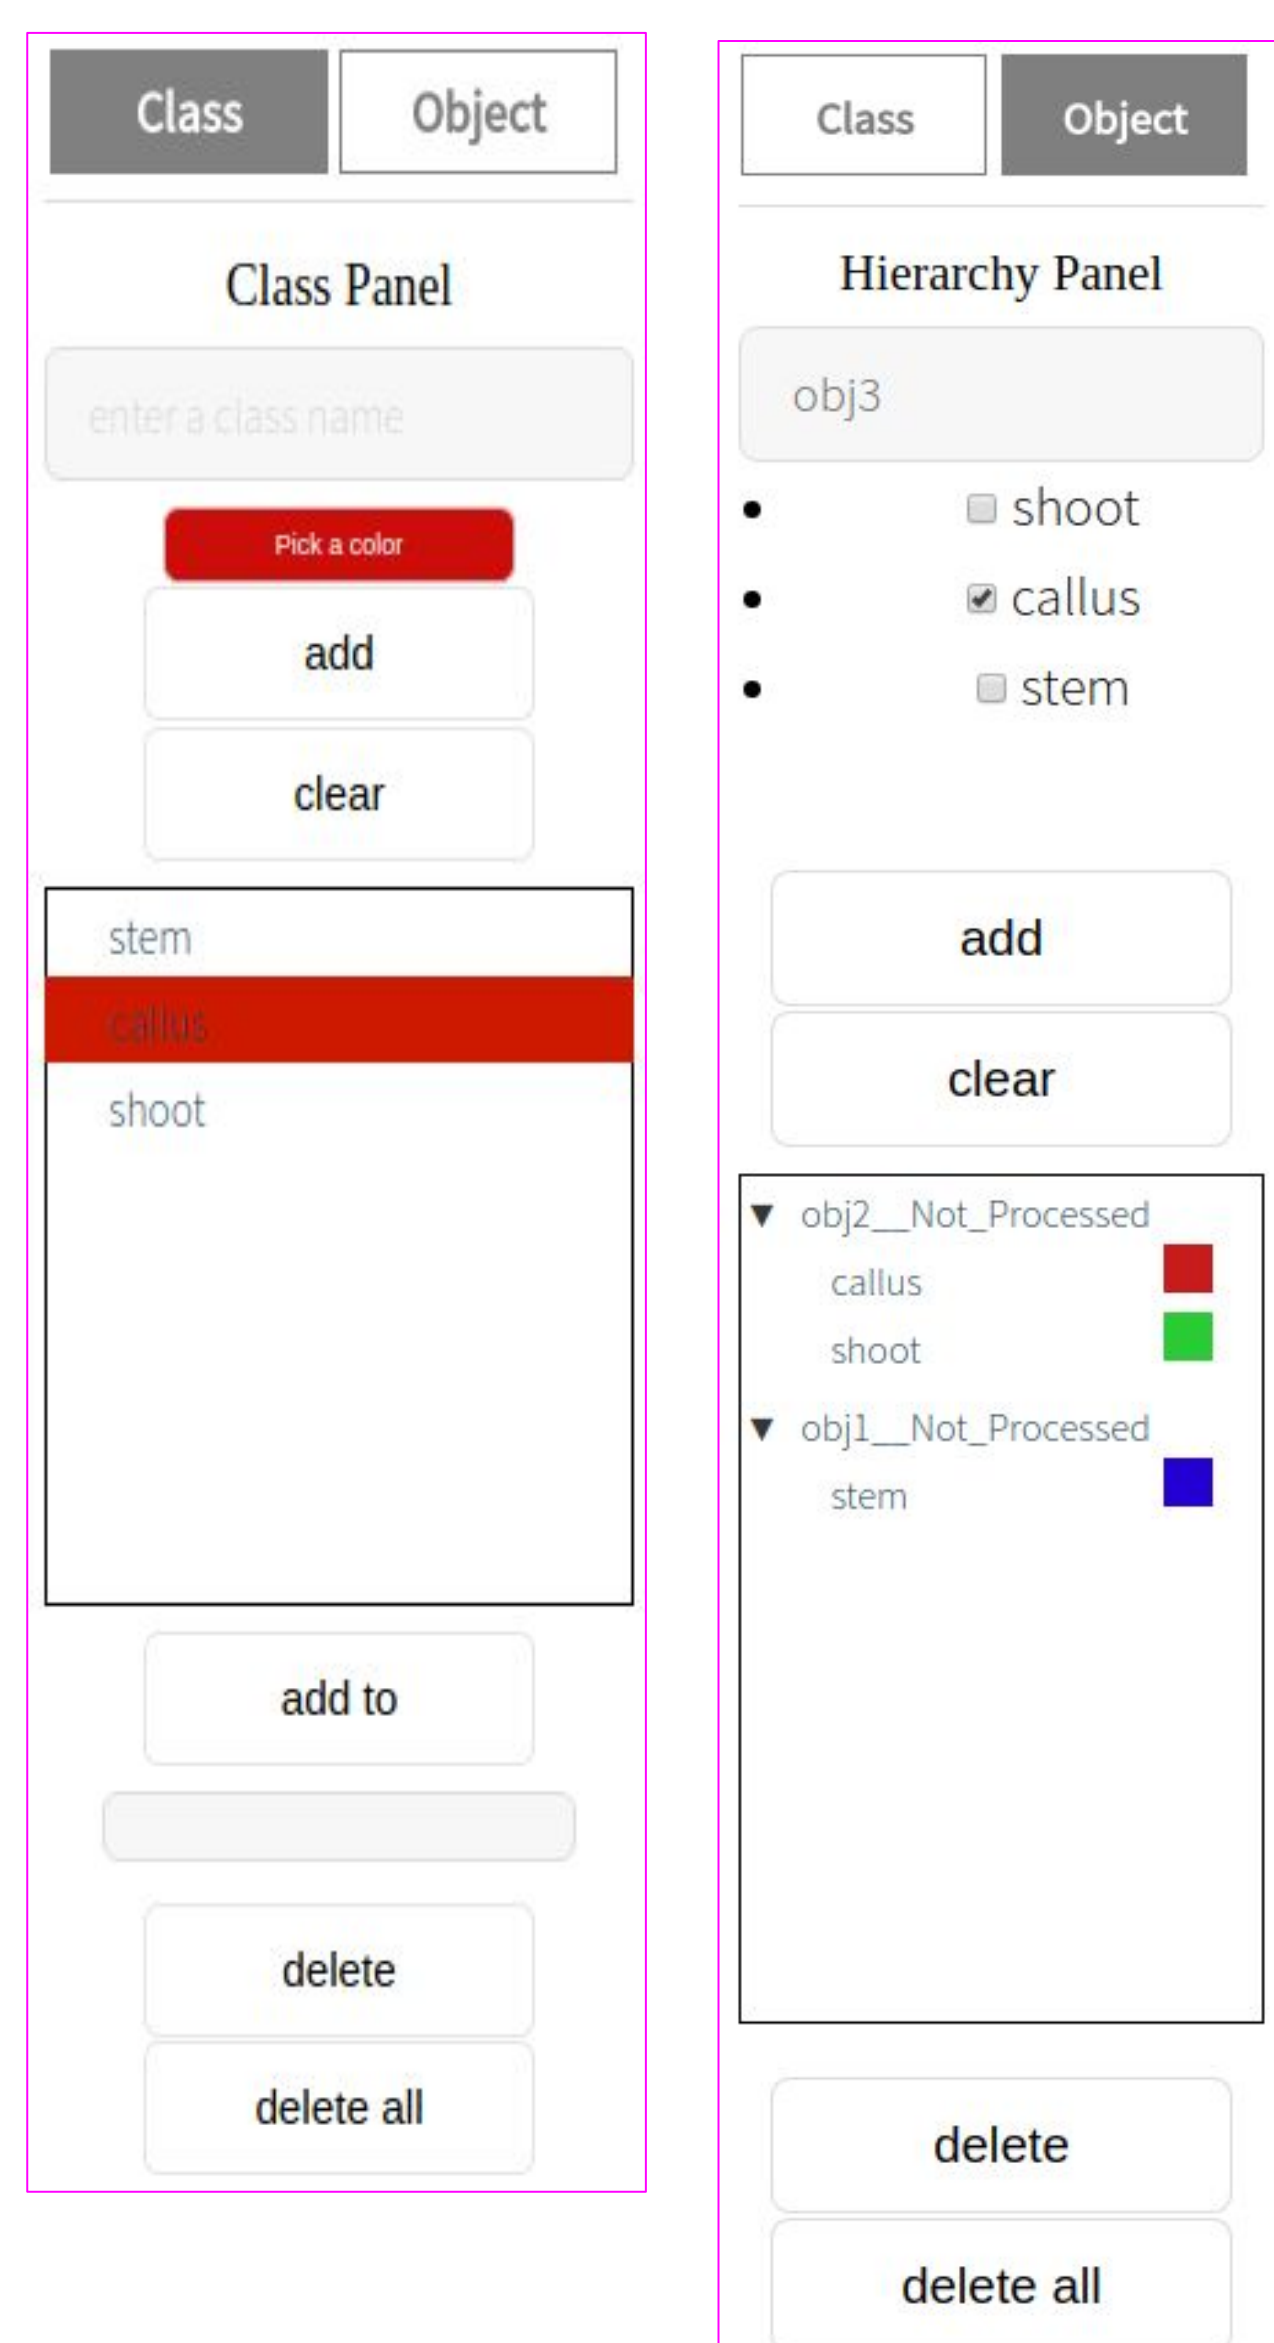 Class Object
Class Panel
enter a class name
Pick a color
add
clear
stem
callus
shoot
add to
delete
delete all
Class Object
Hierarchy Panel
obj3
shoot
callus
stem
add
clear
obj2__Not_Processed
callus
shoot
obj1__Not_Processed
stem
delete
delete all